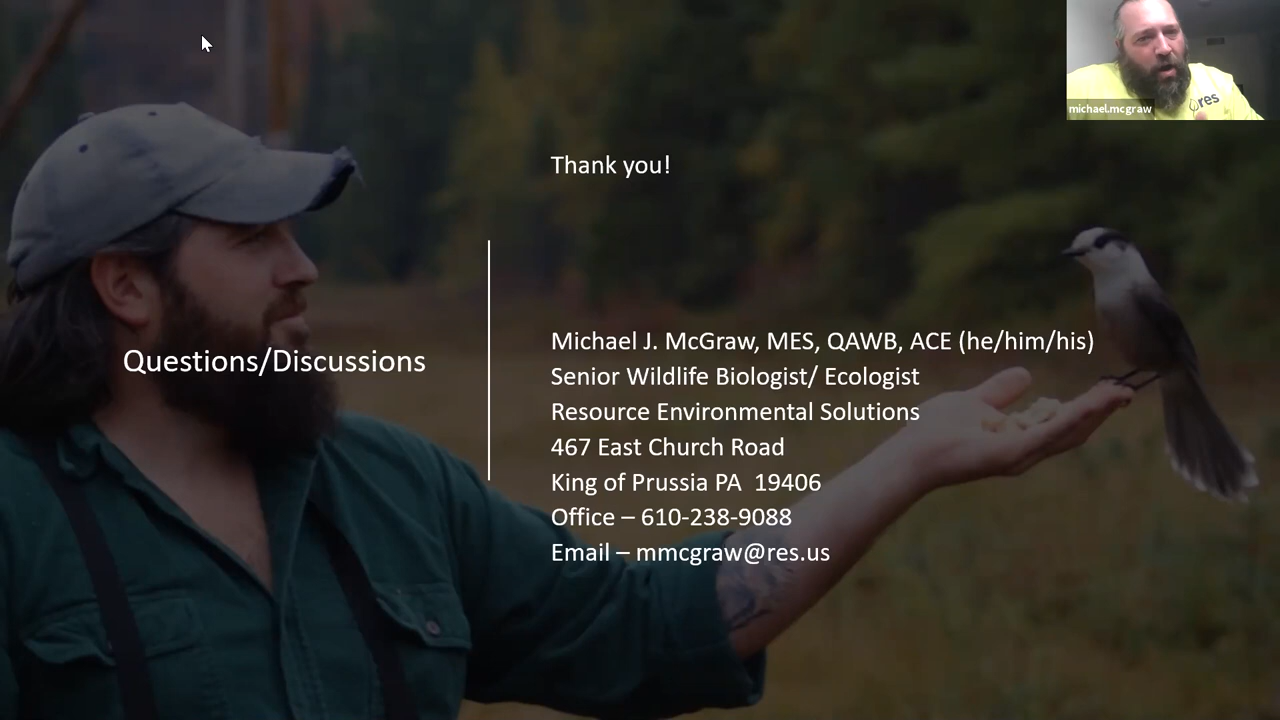 res
michael.mcgraw
Thank you!
Questions/Discussions
Michael J. McGraw, MES, QAWB, ACE (he/him/his)
Senior Wildlife Biologist/ Ecologist
Resource Environmental Solutions
467 East Church Road
King of Prussia PA  19406
Office – 610-238-9088
Email – mmcgraw@res.us